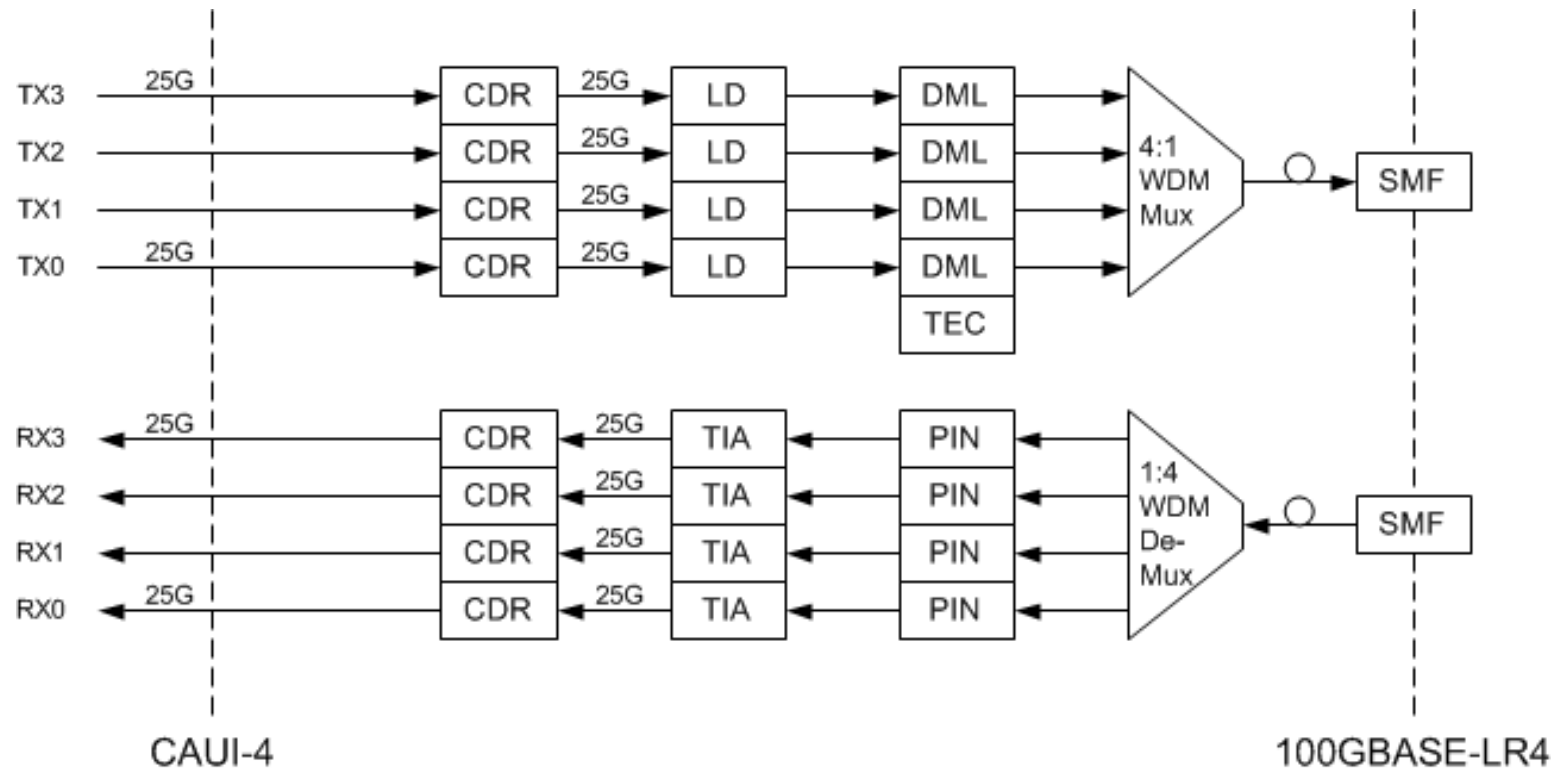 TX3 25G CDR 25G LD DML
TX2 CDR 25G LD DML
TX1 CDR 25G LD DML
TX0 25G CDR 25G LD DML
TEC
4:1
WDM
Mux
SMF
RX3 25G CDR 25G TIA PIN
RX2 CDR 25G TIA PIN
RX1 CDR 25G TIA PIN
RX0 25G CDR 25G TIA PIN
1:4
WDM
De-
Mux
SMF
CAUI-4
100GBASE-LR4